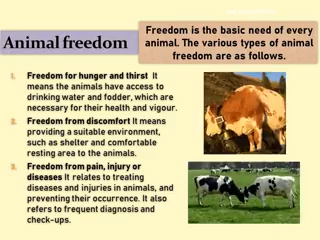 Freedom is the basic need of every
animal. The various types of animal
freedom are as follows.
Animal freedom
1. Freedom for hunger and thirst It
means the animals have access to
drinking water and fodder, which are
necessary for their health and vigour.
2. Freedom from discomfort It means
providing a suitable environment,
such as shelter and comfortable
resting area to the animals.
3. Freedom from pain, injury or
diseases It relates to treating
diseases and injuries in animals, and
preventing their occurrence. It also
refers to frequent diagnosis and
check-ups.